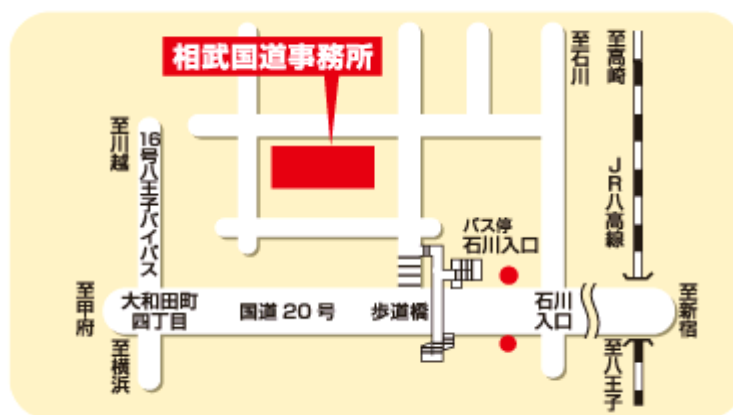 相武国道事務所
至川越
16号八王子バイパス
至石川
至高崎
JR八高線
バス停
石川入口
至甲府
大和田町
四丁目
国道20号
歩道橋
石川
入口
至新宿
至横浜
至八王子